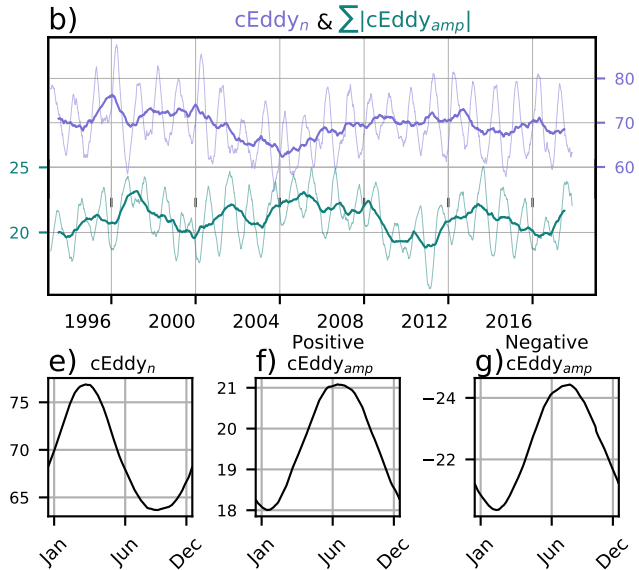 b) cEddy_n & ∑|cEddy_amp|
80
70
60
25
20
1996 2000 2004 2008 2012 2016
e) cEddy_n
f) Positive cEddy_amp
g) Negative cEddy_amp
75
70
65
Jan Jun Dec
21
20
19
18
Jan Jun Dec
−24
−22
Jan Jun Dec